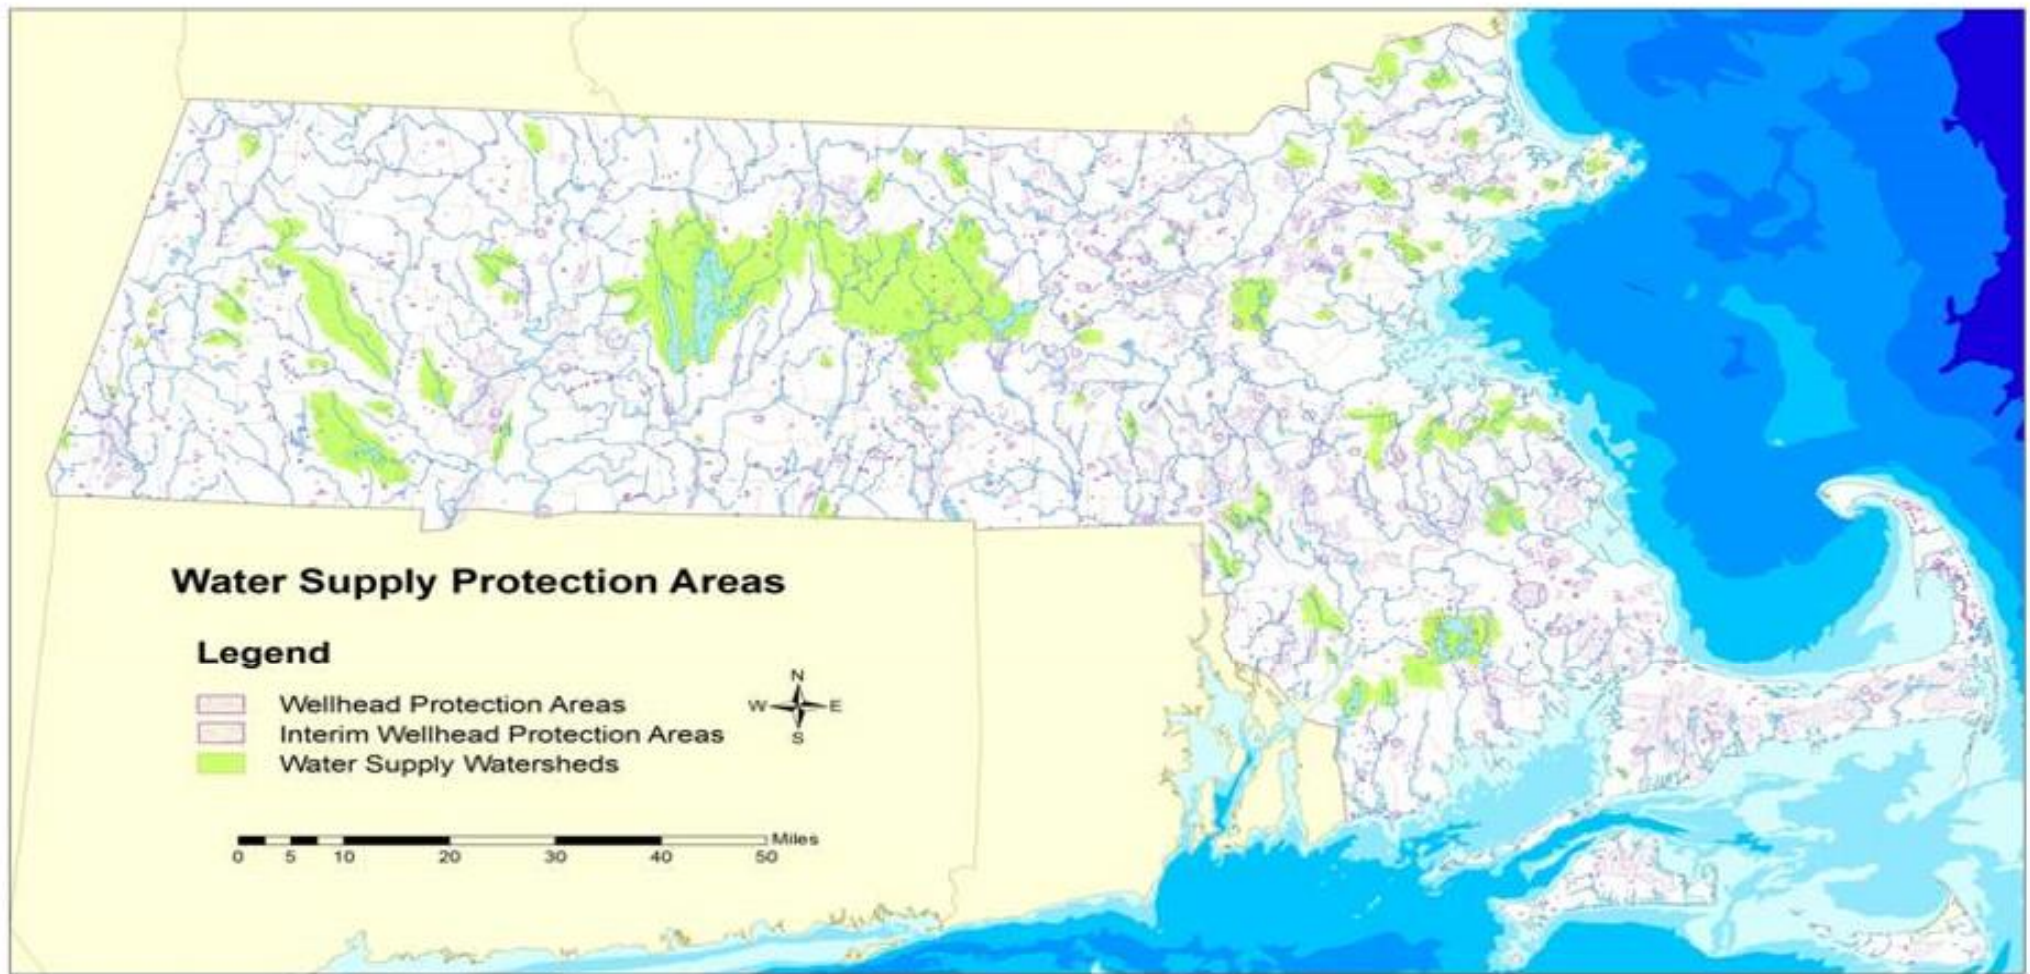 Water Supply Protection Areas
Legend
Wellhead Protection Areas
Interim Wellhead Protection Areas
Water Supply Watersheds
N
W E
S
Miles
0 5 10 20 30 40 50